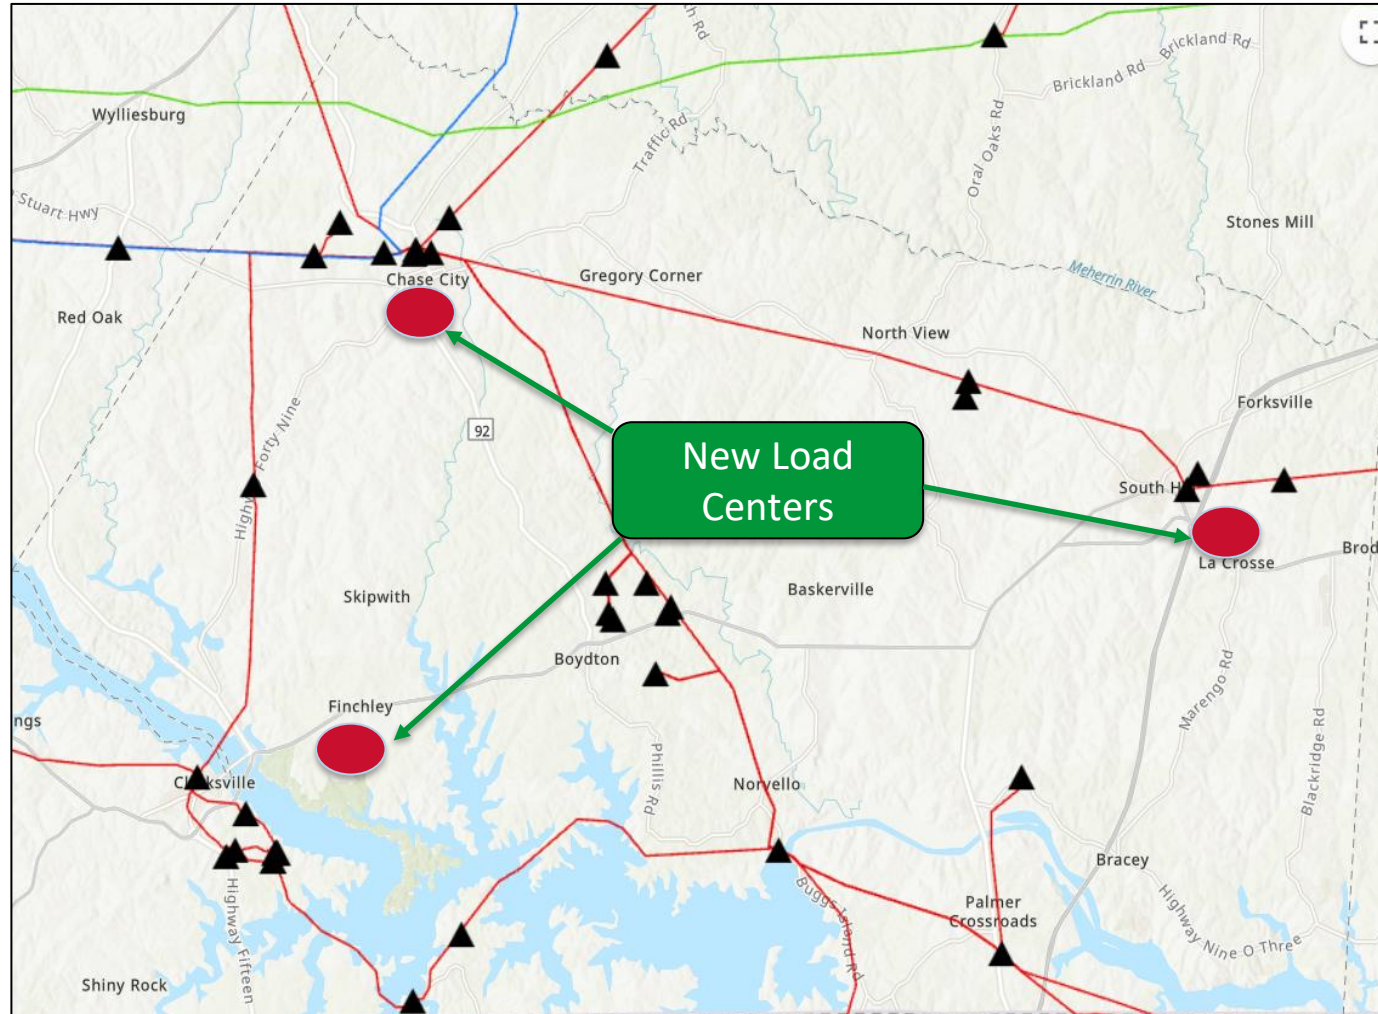 Rd
Brickland Rd
Brickland Rd
Wylliesburg
Traffic Rd
Oral Oaks Rd
Stuart Hwy
Stones Mill
Meherrin River
Chase City
Gregory Corner
Red Oak
North View
Forty Nine
92
Forksville
New Load
Centers
South H
La Crosse
Brod
Skipwith
Baskerville
Boydton
Finchley
Marengo Rd
Blackridge Rd
ngs
Phillis Rd
Norvello
Bracey
Highway Fifteen
Buggs Island Rd
Palmer
Crossroads
Highway Nine O Three
Shiny Rock